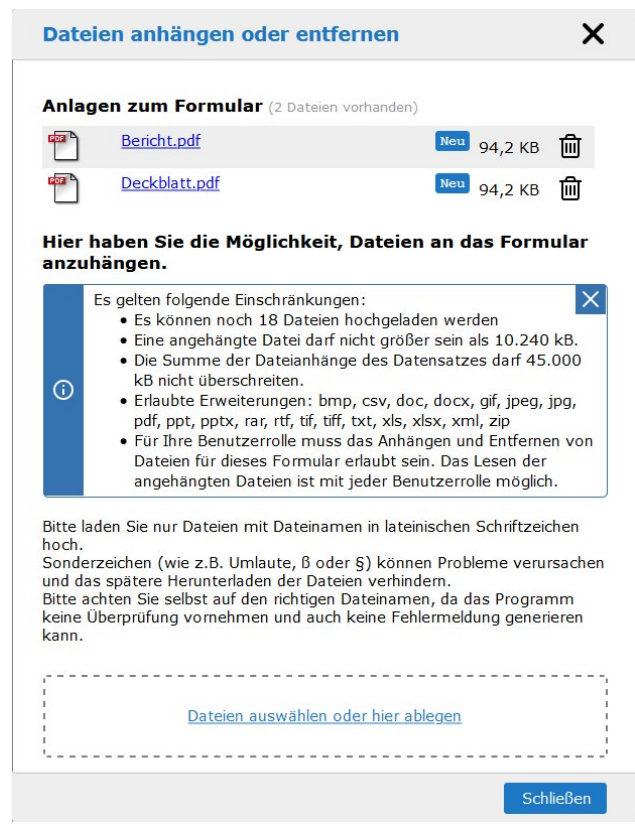 Dateien anhängen oder entfernen
Anlagen zum Formular (2 Dateien vorhanden)
PDF Bericht.pdf Neu 94,2 KB
PDF Deckblatt.pdf Neu 94,2 KB
Hier haben Sie die Möglichkeit, Dateien an das Formular
anzuhängen.
Es gelten folgende Einschränkungen:
• Es können noch 18 Dateien hochgeladen werden
• Eine angehängte Datei darf nicht größer sein als 10.240 kB.
• Die Summe der Dateianhänge des Datensatzes darf 45.000
kB nicht überschreiten.
• Erlaubte Erweiterungen: bmp, csv, doc, docx, gif, jpeg, jpg,
pdf, ppt, pptx, rar, rtf, tif, tiff, txt, xls, xlsx, xml, zip
• Für Ihre Benutzerrolle muss das Anhängen und Entfernen von
Dateien für dieses Formular erlaubt sein. Das Lesen der
angehängten Dateien ist mit jeder Benutzerrolle möglich.
Bitte laden Sie nur Dateien mit Dateinamen in lateinischen Schriftzeichen
hoch.
Sonderzeichen (wie z.B. Umlaute, ß oder §) können Probleme verursachen
und das spätere Herunterladen der Dateien verhindern.
Bitte achten Sie selbst auf den richtigen Dateinamen, da das Programm
keine Überprüfung vornehmen und auch keine Fehlermeldung generieren
kann.
Dateien auswählen oder hier ablegen
Schließen